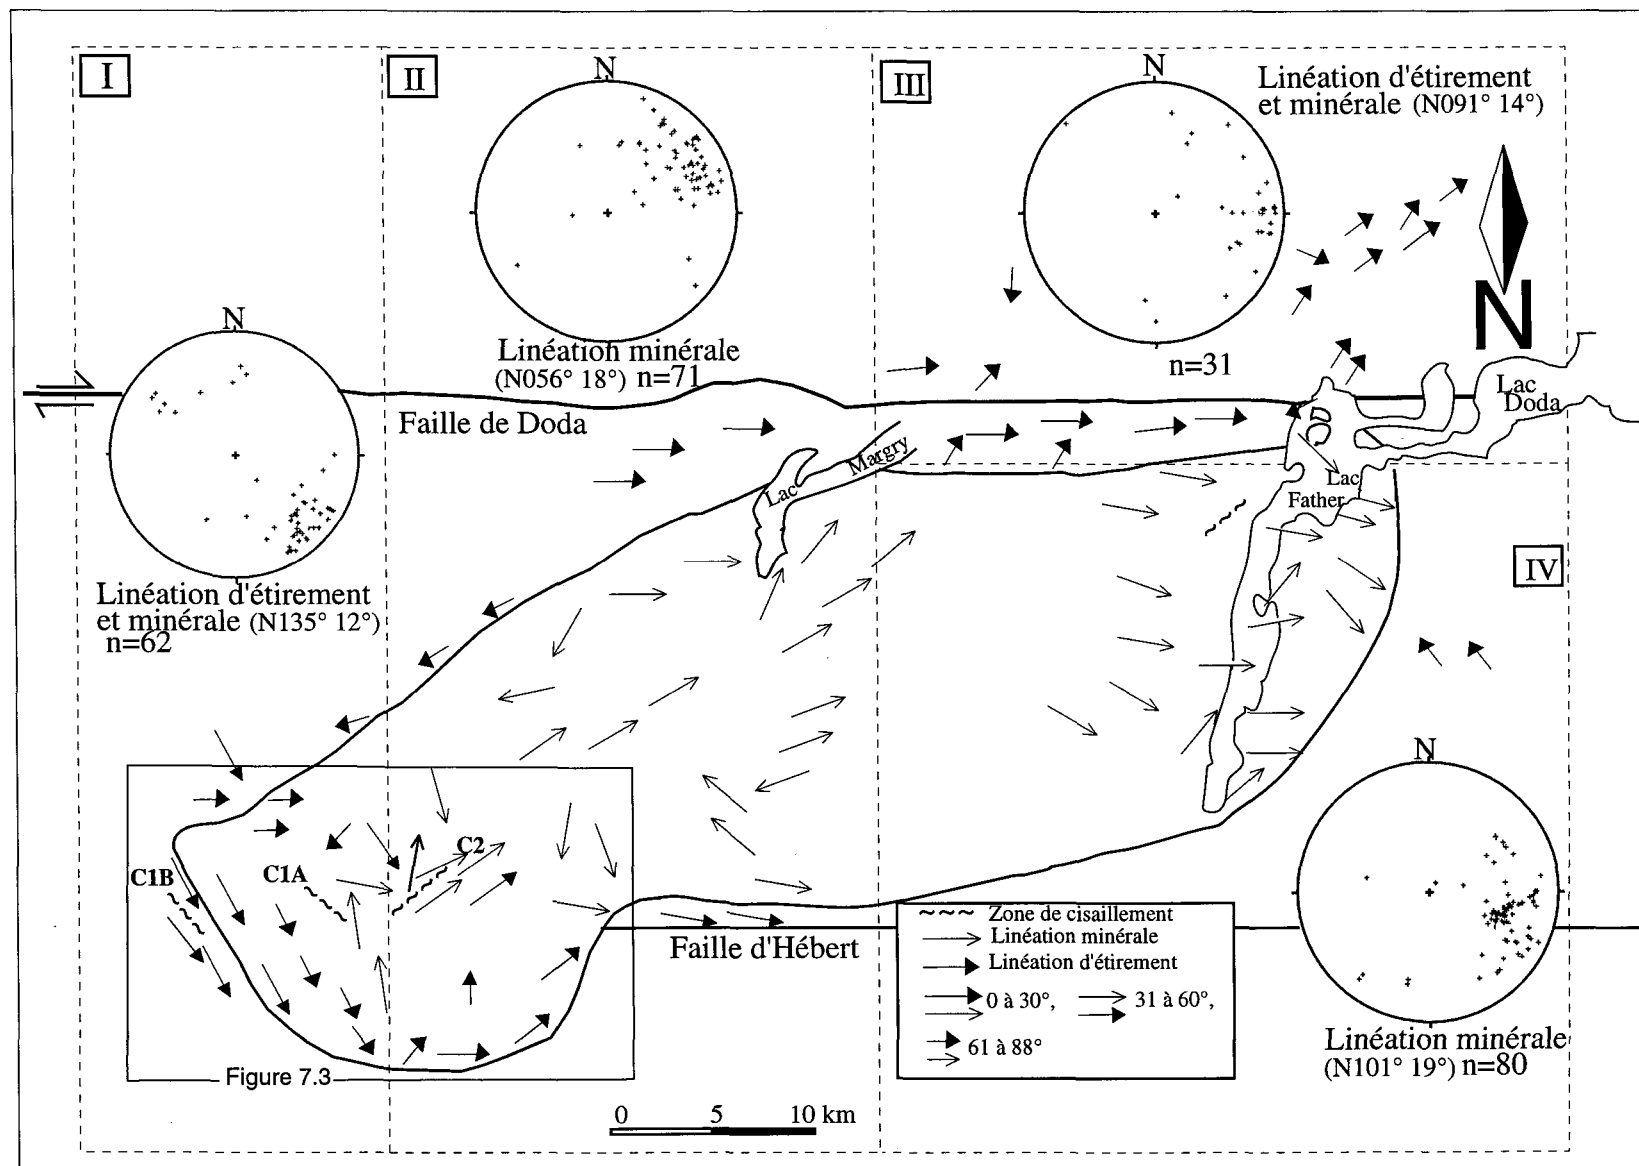 I
II
III
N
N
Linéation d'étirement
et minérale (N091° 14°)
N
N
Linéation minérale
(N056° 18°) n=71
n=31
Faille de Doda
Lac
Doda
Lac Margry
Lac
Father
Linéation d'étirement
et minérale (N135° 12°)
n=62
IV
N
C1B
C1A
C2
Faille d'Hébert
Zone de cisaillement
Linéation minérale
Linéation d'étirement
0 à 30°, 31 à 60°,
61 à 88°
Linéation minérale
(N101° 19°) n=80
Figure 7.3
0 5 10 km